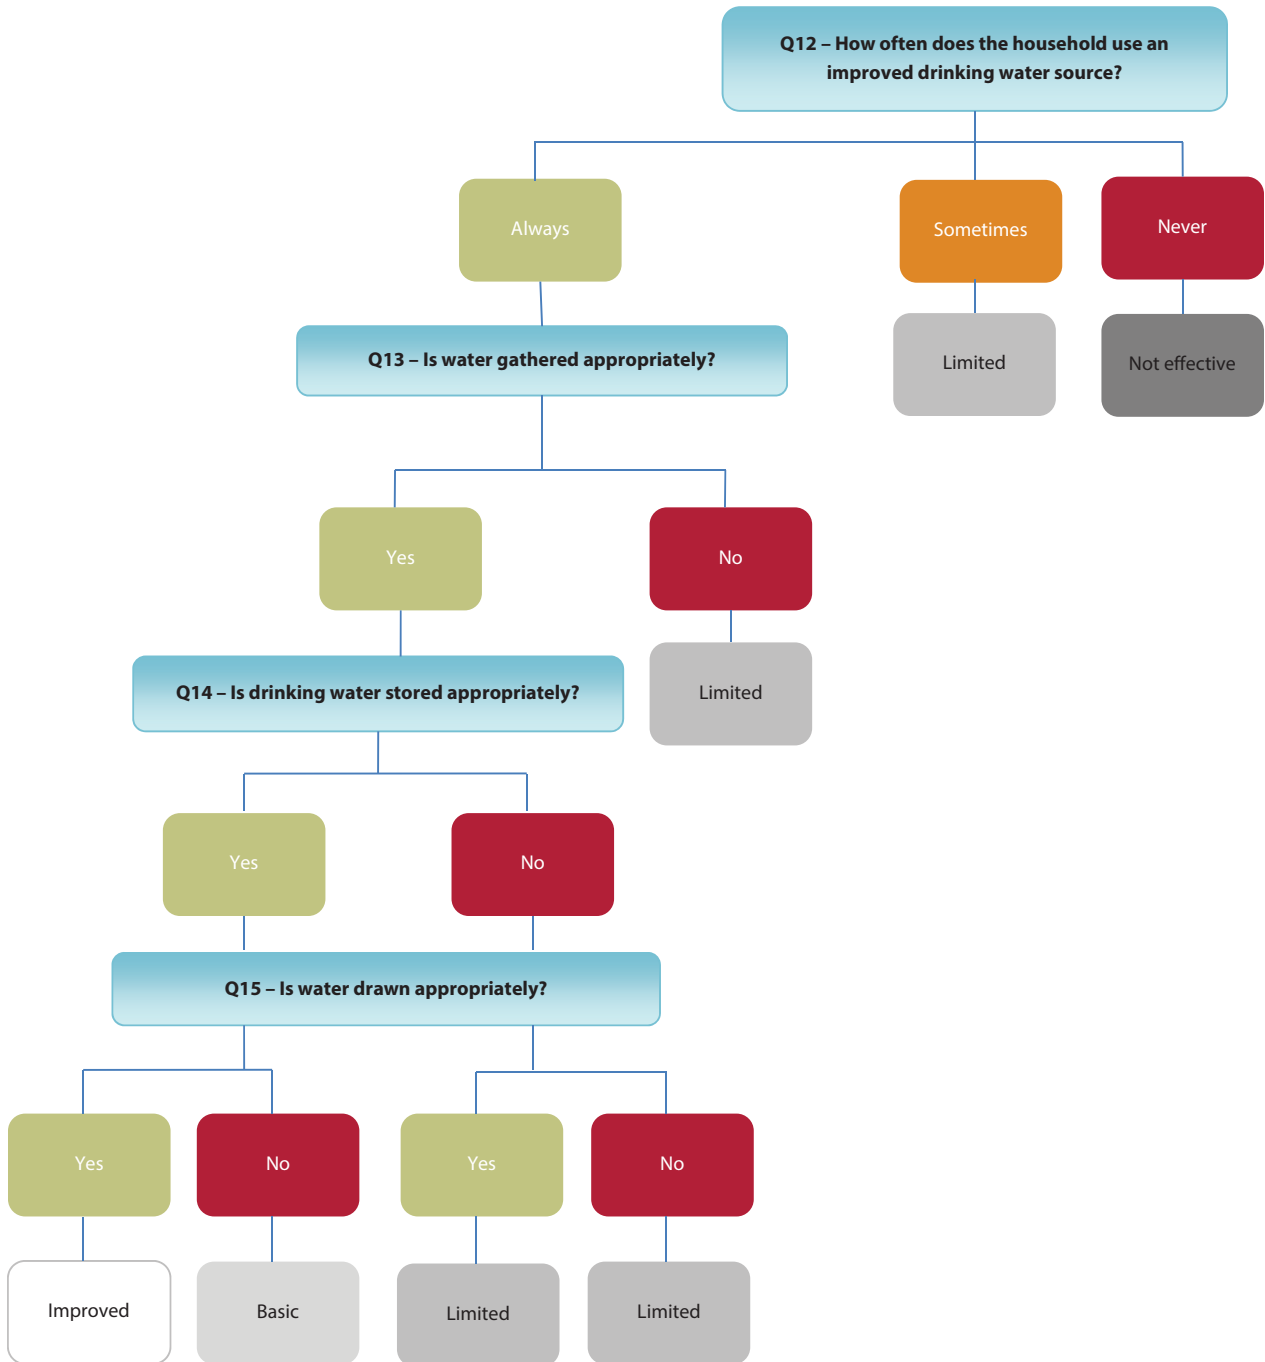 Q12 – How often does the household use an
improved drinking water source?
Always
Sometimes
Never
Limited
Not effective
Q13 – Is water gathered appropriately?
Yes
No
Limited
Q14 – Is drinking water stored appropriately?
Yes
No
Q15 – Is water drawn appropriately?
Yes
No
Yes
No
Improved
Basic
Limited
Limited